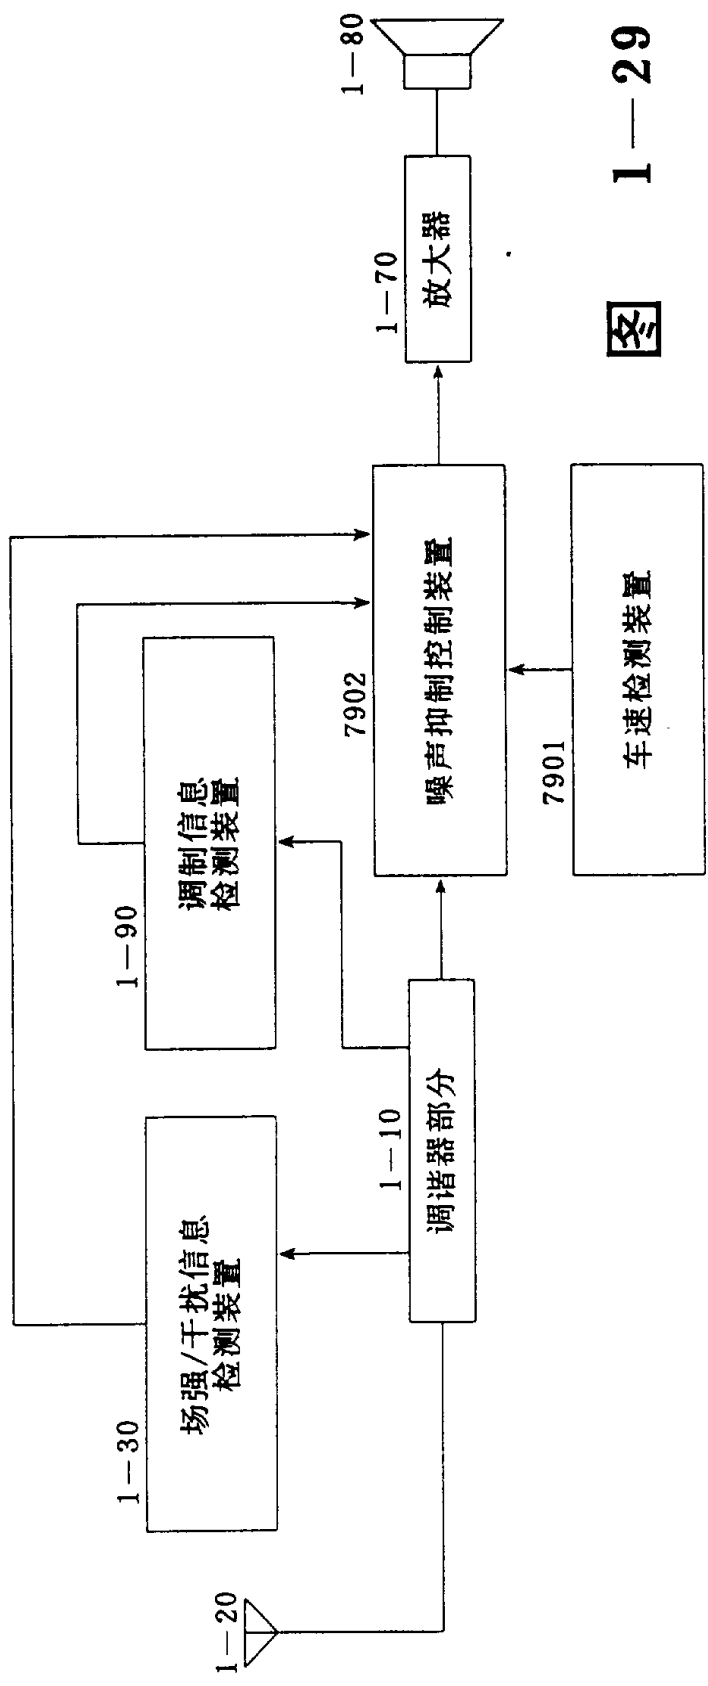 1—30
场强/干扰信息
检测装置
1—90
调制信息
检测装置
1—20
1—10
调谐器部分
7902
噪声抑制控制装置
1—70
放大器
1—80
7901
车速检测装置
图 1—29